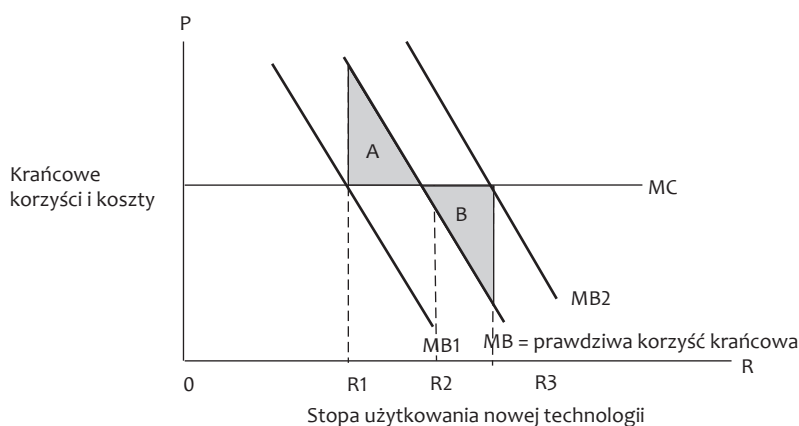 P
A
Krańcowe
korzyści i koszty
MC
B
MB2
MB1
MB = prawdziwa korzyść krańcowa
R
0
R1
R2
R3
Stopa użytkowania nowej technologii